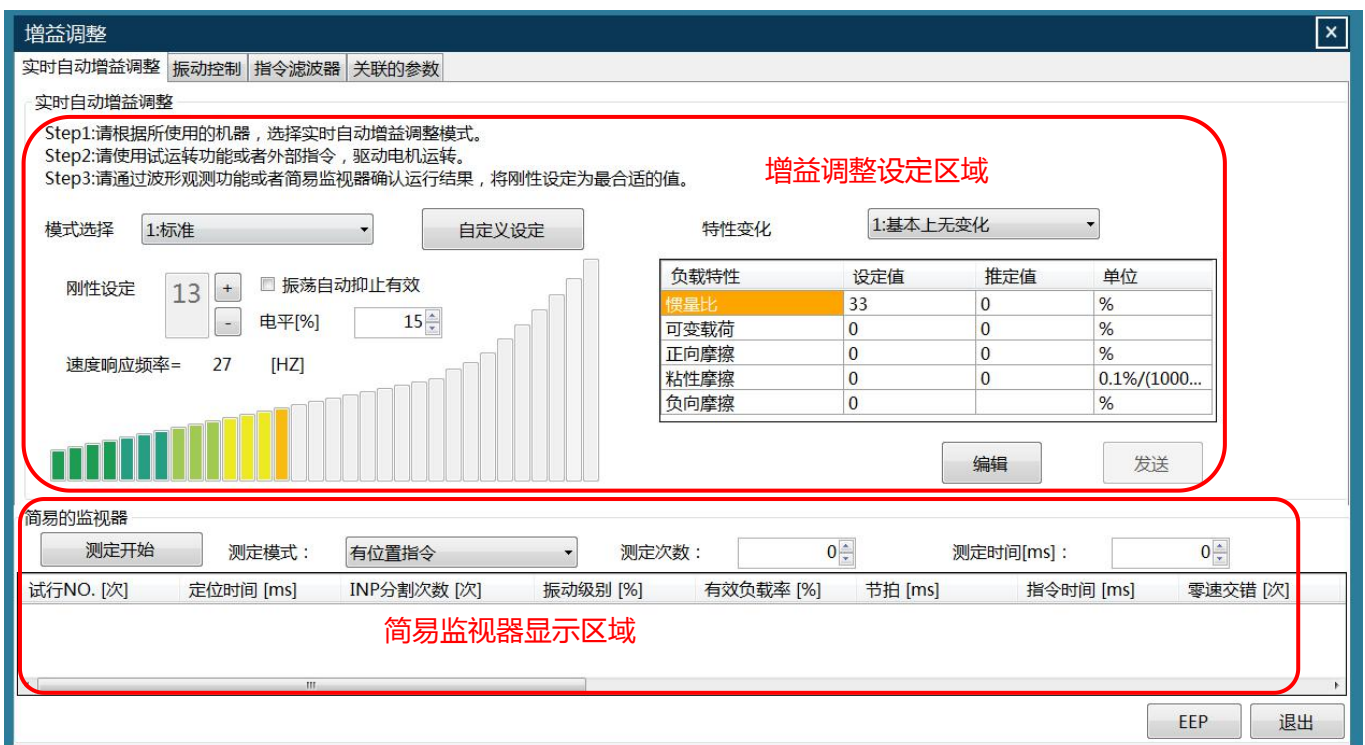 增益调整
实时自动增益调整 振动控制 指令滤波器 关联的参数
实时自动增益调整
Step1:请根据所使用的机器，选择实时自动增益调整模式。
Step2:请使用试运转功能或者外部指令，驱动电机运转。
Step3:请通过波形观测功能或者简易监视器确认运行结果，将刚性设定为最合适的值。
增益调整设定区域
模式选择 1:标准 自定义设定 特性变化 1:基本上无变化
刚性设定 13 + - 振荡自动抑止有效
电平[%] 15
速度响应频率= 27 [HZ]
负载特性 设定值 推定值 单位
惯量比 33 0 %
可变载荷 0 0 %
正向摩擦 0 0 %
粘性摩擦 0 0 0.1%/(1000...
负向摩擦 0 %
编辑 发送
简易的监视器
测定开始 测定模式： 有位置指令 测定次数： 0 测定时间[ms]： 0
试行NO. [次] 定位时间 [ms] INP分割次数 [次] 振动级别 [%] 有效负载率 [%] 节拍 [ms] 指令时间 [ms] 零速交错 [次]
简易监视器显示区域
EEP 退出